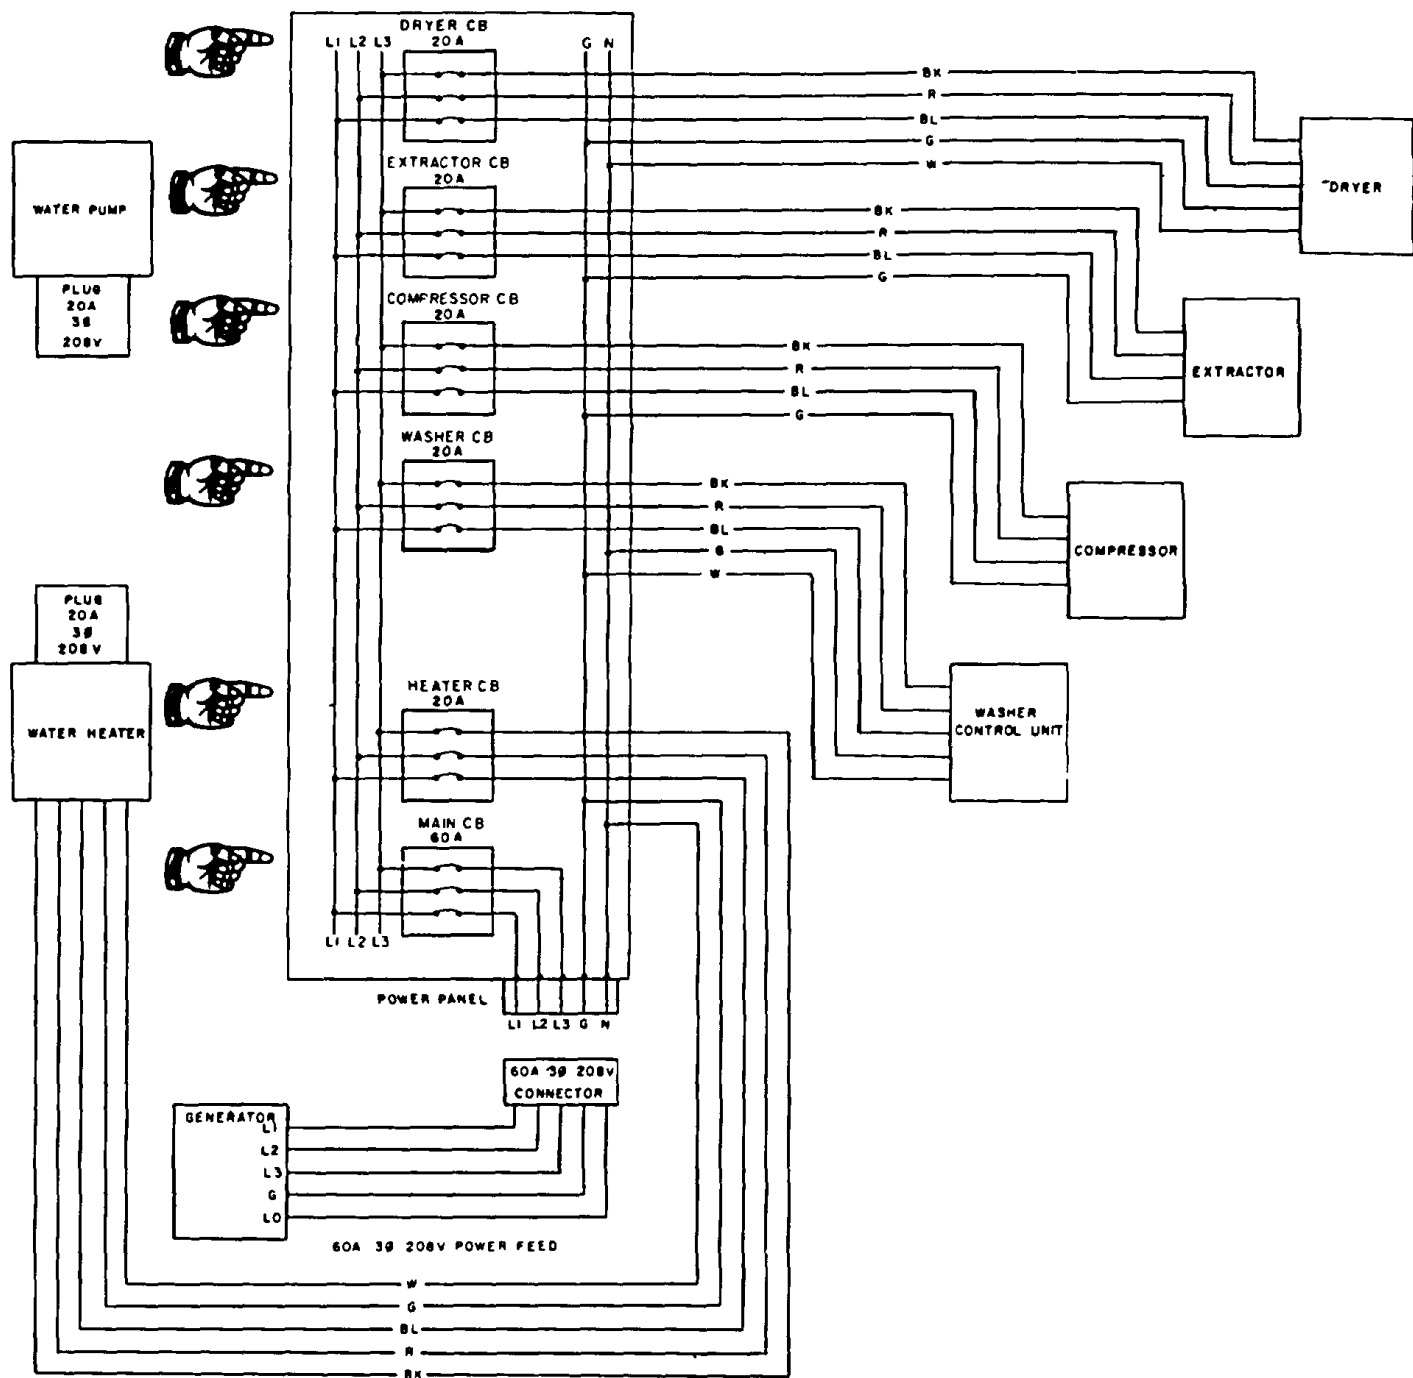 DRYER CB
20A
L1 L2 L3
G N
BK
R
BL
G
W
DRYER
WATER PUMP
PLUG
20A
3Ø
208V
EXTRACTOR CB
20A
BK
R
BL
G
EXTRACTOR
COMPRESSOR CB
20A
BK
R
BL
G
COMPRESSOR
WASHER CB
20A
BK
R
BL
G
W
WASHER
CONTROL UNIT
PLUG
20A
3Ø
208V
WATER HEATER
HEATER CB
20A
MAIN CB
60A
L1 L2 L3
POWER PANEL
L1 L2 L3 G N
60A 3Ø 208V
CONNECTOR
GENERATOR
L1
L2
L3
G
LO
60A 3Ø 208V POWER FEED
W
G
BL
R
BK